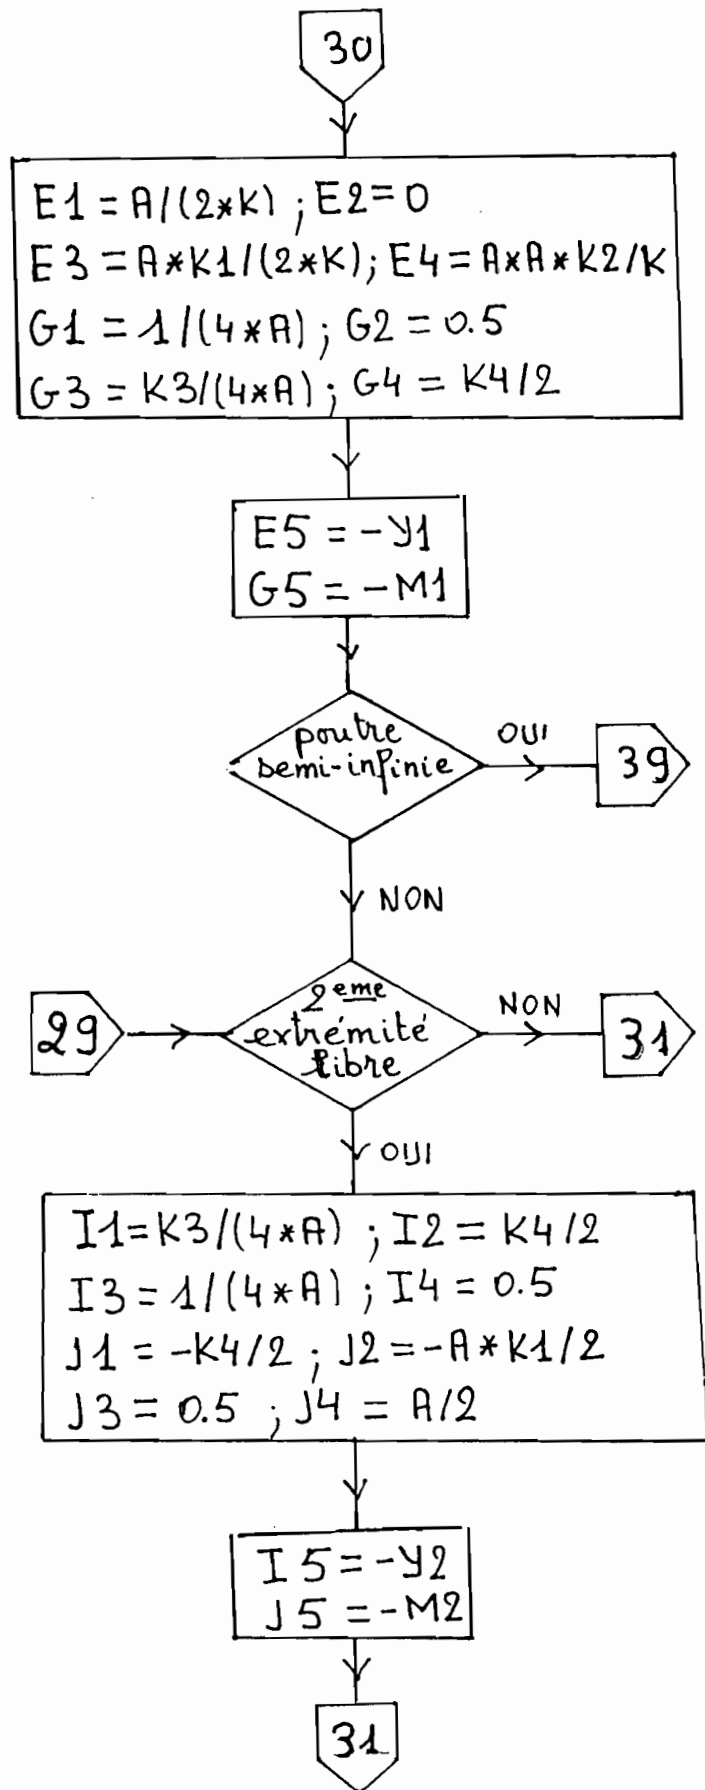 30
E1 = A/(2*K) ; E2 = 0
E3 = A*K1/(2*K); E4 = A*A*K2/K
G1 = 1/(4*A) ; G2 = 0.5
G3 = K3/(4*A) ; G4 = K4/2
E5 = -Y1
G5 = -M1
poutre
semi-infinie
OUI
39
NON
29
2eme
extrémité
libre
NON
31
OUI
I1=K3/(4*A) ; I2 = K4/2
I3 = 1/(4*A) ; I4 = 0.5
J1 = -K4/2 ; J2 = -A*K1/2
J3 = 0.5 ; J4 = A/2
I5 = -Y2
J5 = -M2
31